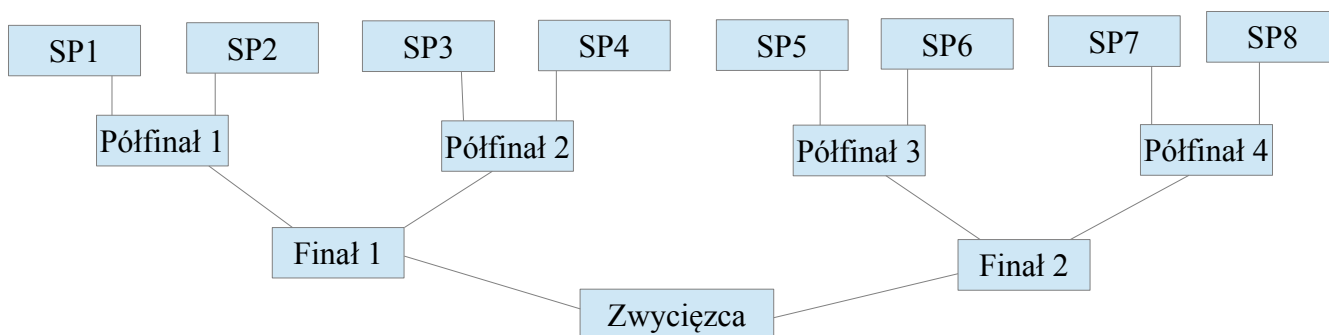 SP1
SP2
SP3
SP4
SP5
SP6
SP7
SP8
Półfinał 1
Półfinał 2
Półfinał 3
Półfinał 4
Finał 1
Finał 2
Zwycięzca